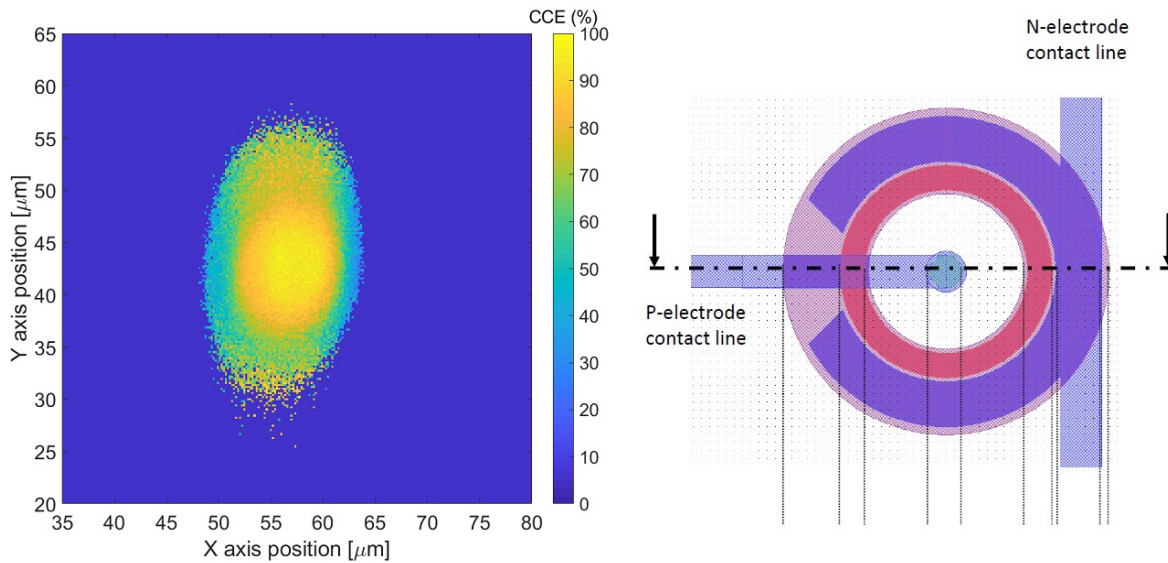 CCE (%)
65
60
55
50
45
40
35
30
25
20
Y axis position [μm]
35 40 45 50 55 60 65 70 75 80
X axis position [μm]
100
90
80
70
60
50
40
30
20
10
0
N-electrode
contact line
P-electrode
contact line